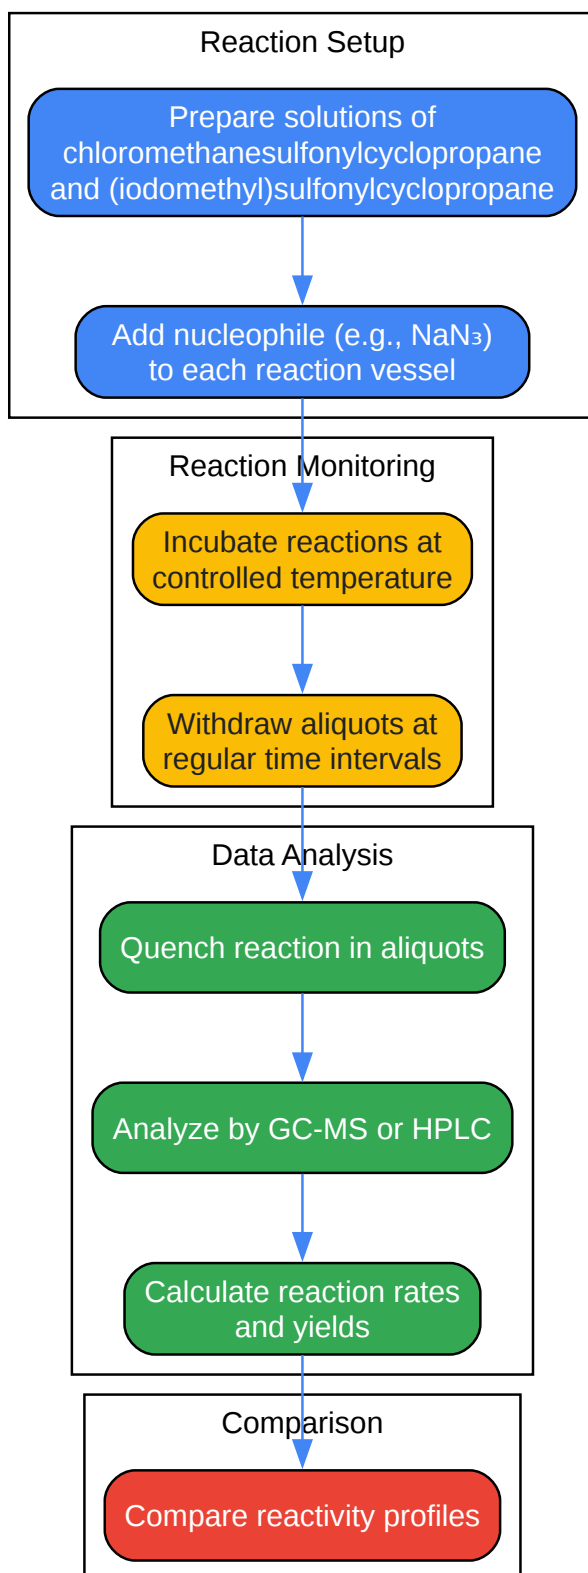 Reaction Setup
Prepare solutions of
chloromethanesulfonylcyclopropane
and (iodomethyl)sulfonylcyclopropane
Add nucleophile (e.g., NaN₃)
to each reaction vessel
Reaction Monitoring
Incubate reactions at
controlled temperature
Withdraw aliquots at
regular time intervals
Data Analysis
Quench reaction in aliquots
Analyze by GC-MS or HPLC
Calculate reaction rates
and yields
Comparison
Compare reactivity profiles